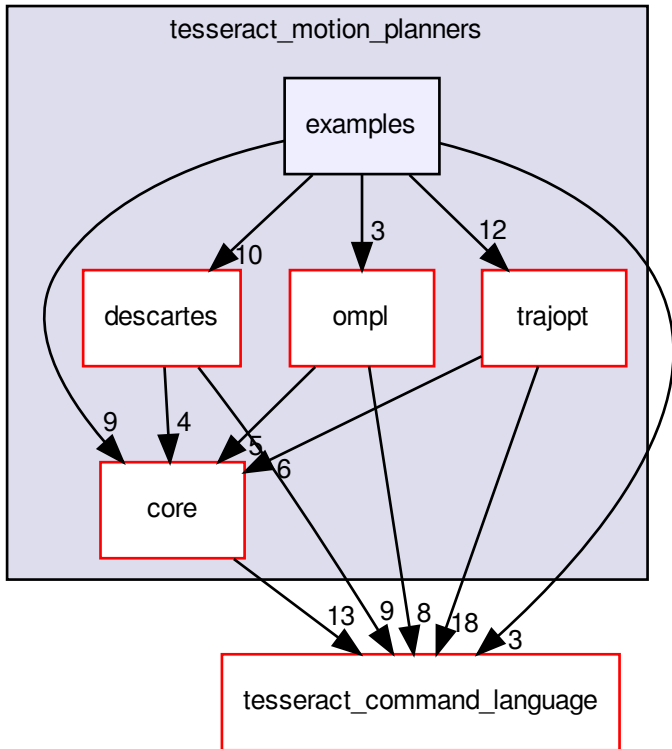 tesseract_motion_planners
examples
10
3
12
descartes
ompl
trajopt
9
4
5
6
core
13
9
8
18
3
tesseract_command_language